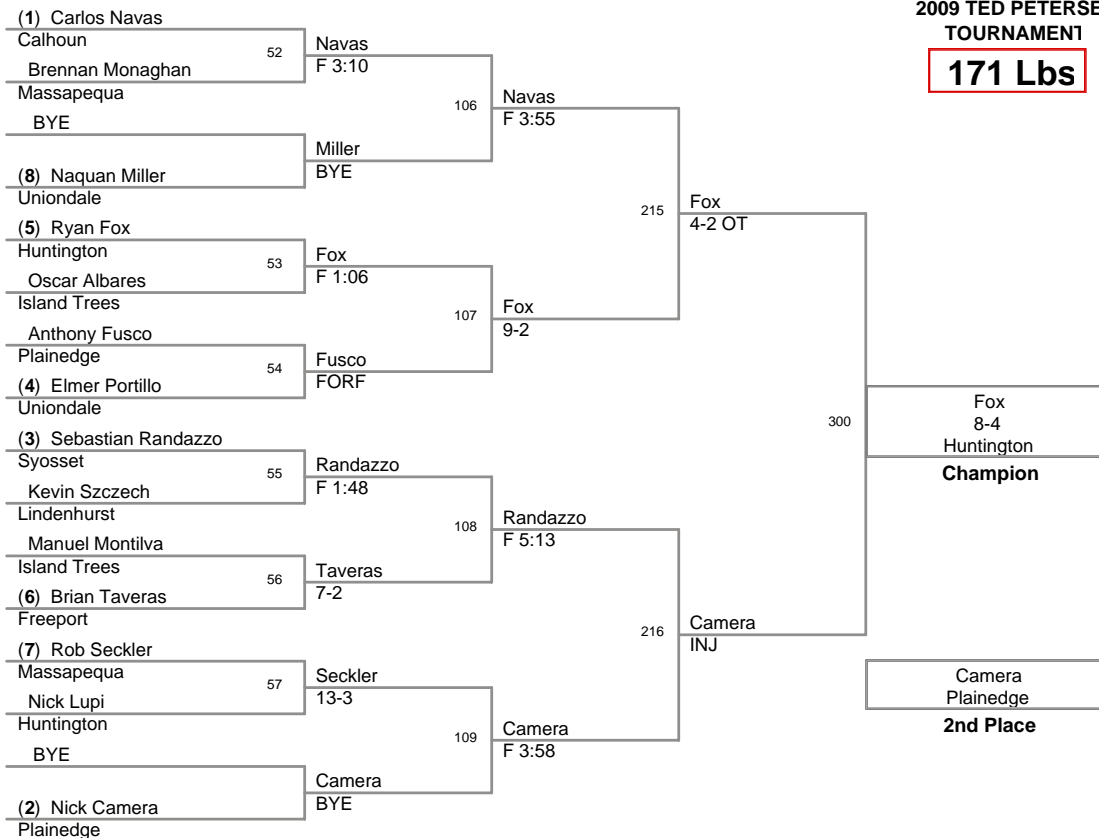 2009 TED PETERSE
TOURNAMENT
171 Lbs
(1) Carlos Navas
Calhoun
52
Brennan Monaghan
Massapequa
Navas
F 3:10
BYE
(8) Naquan Miller
Uniondale
Miller
BYE
106
Navas
F 3:55
(5) Ryan Fox
Huntington
53
Oscar Albares
Island Trees
Fox
F 1:06
Anthony Fusco
Plainedge
54
(4) Elmer Portillo
Uniondale
Fusco
FORF
107
Fox
9-2
215
Fox
4-2 OT
(3) Sebastian Randazzo
Syosset
55
Kevin Szczech
Lindenhurst
Randazzo
F 1:48
Manuel Montilva
Island Trees
56
(6) Brian Taveras
Freeport
Taveras
7-2
108
Randazzo
F 5:13
(7) Rob Seckler
Massapequa
57
Nick Lupi
Huntington
Seckler
13-3
BYE
(2) Nick Camera
Plainedge
Camera
BYE
109
Camera
F 3:58
216
Camera
INJ
300
Fox
8-4
Huntington
Champion
Camera
Plainedge
2nd Place